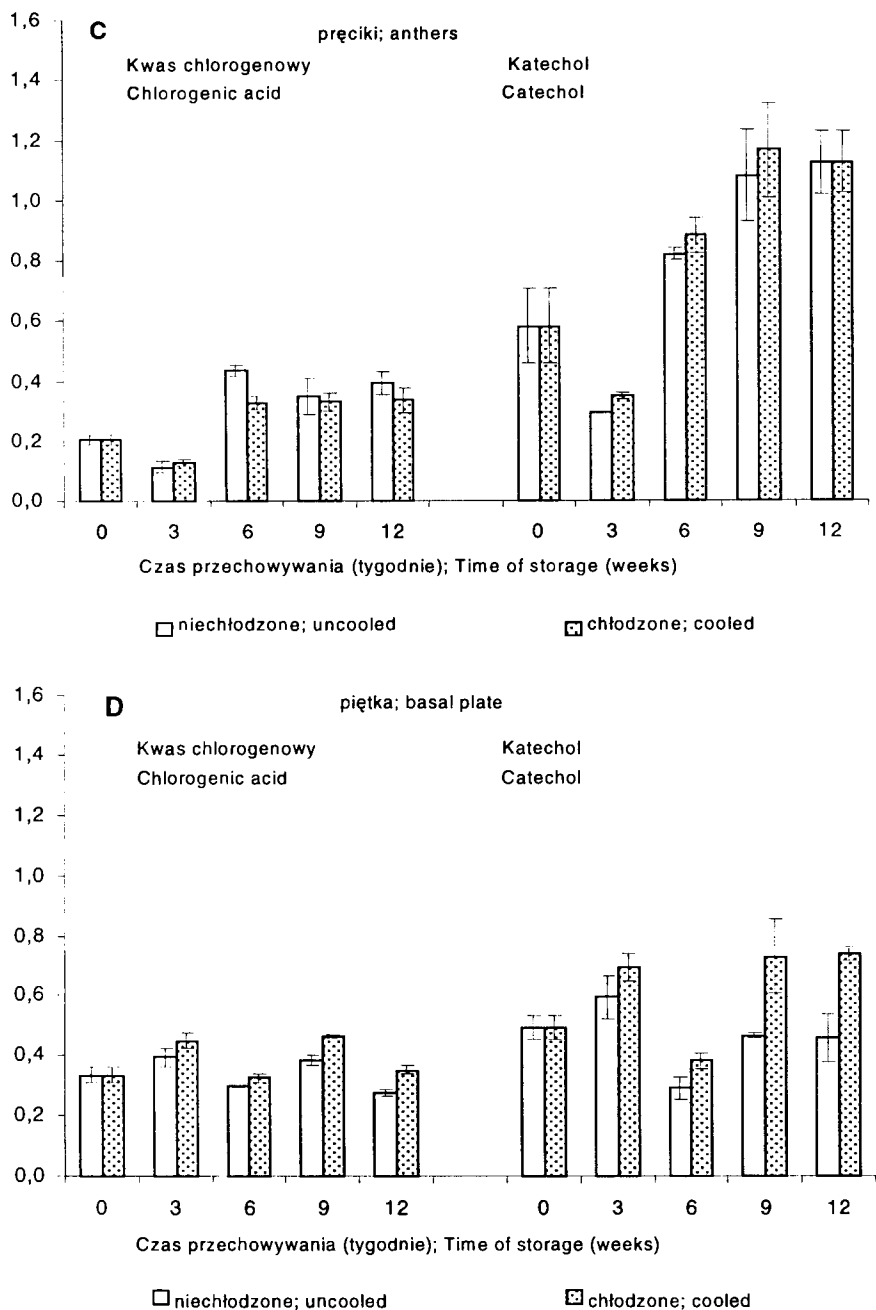 C
pręciki; anthers
Kwas chlorogenowy Katechol
Chlorogenic acid Catechol
1,6
1,4
1,2
1,0
0,8
0,6
0,4
0,2
0,0
0 3 6 9 12 0 3 6 9 12
Czas przechowywania (tygodnie); Time of storage (weeks)
niechłodzone; uncooled chłodzone; cooled
D
piętka; basal plate
Kwas chlorogenowy Katechol
Chlorogenic acid Catechol
1,6
1,4
1,2
1,0
0,8
0,6
0,4
0,2
0,0
0 3 6 9 12 0 3 6 9 12
Czas przechowywania (tygodnie); Time of storage (weeks)
niechłodzone; uncooled chłodzone; cooled